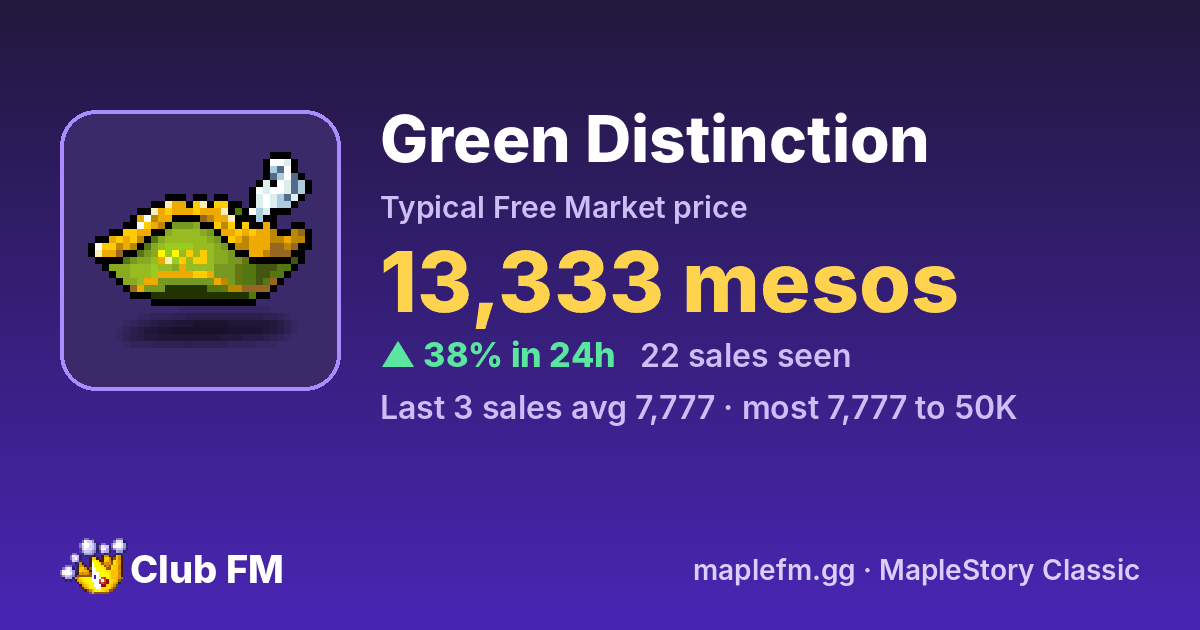 Green Distinction
Typical Free Market price
13,333 mesos
▲ 38% in 24h 22 sales seen
Last 3 sales avg 7,777 · most 7,777 to 50K
Club FM
maplefm.gg · MapleStory Classic